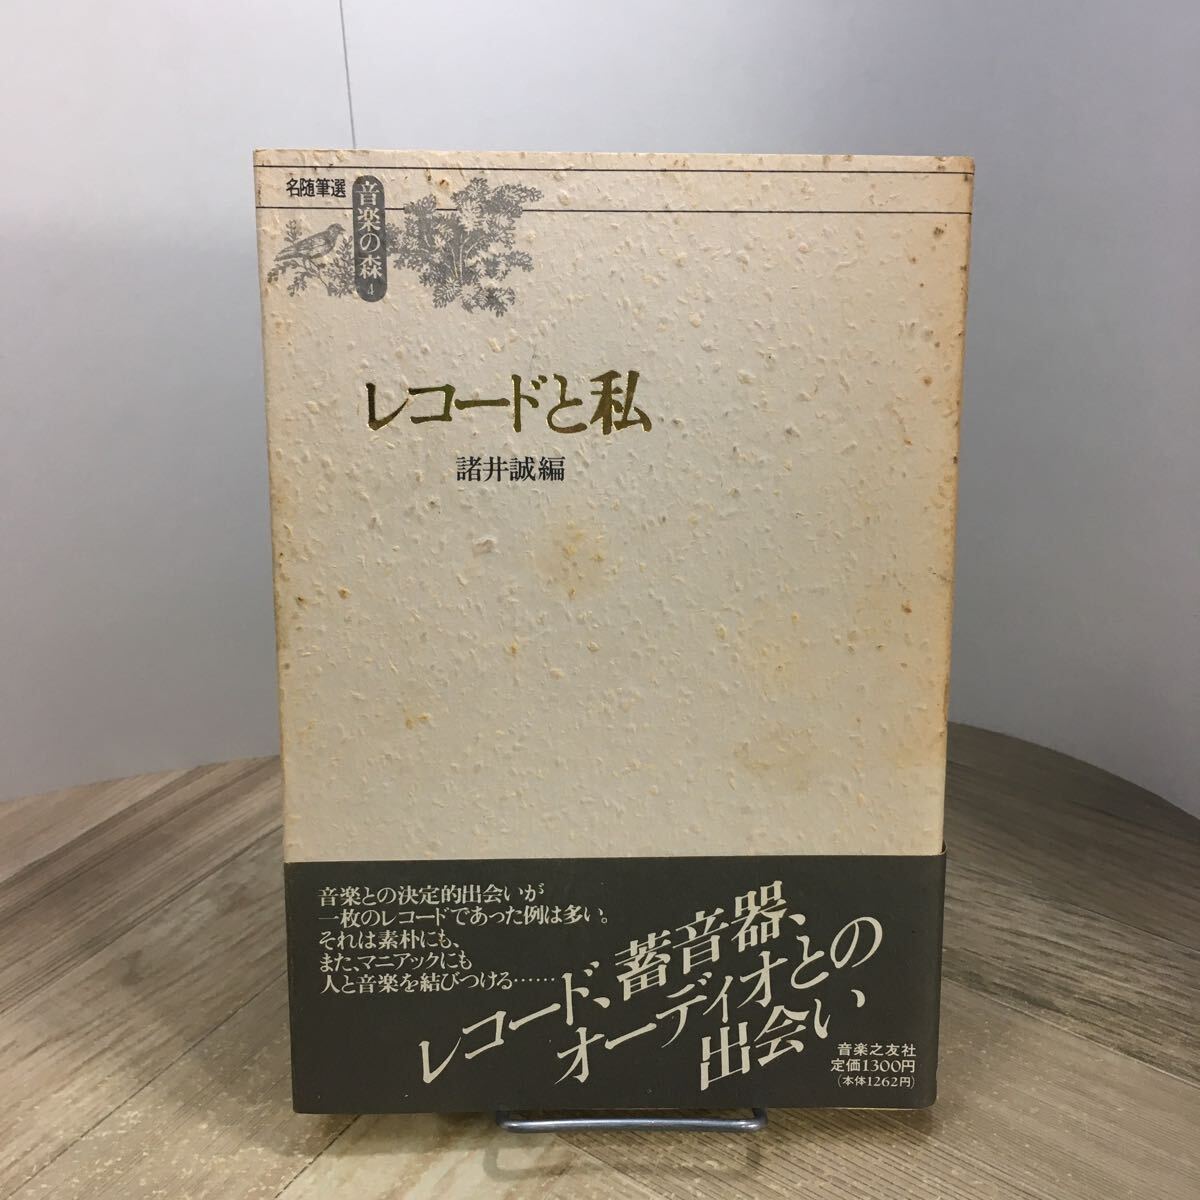 名随筆選
音楽の森
4
レコードと私
諸井誠編
音楽との決定的出会いが
一枚のレコードであった例は多い。
それは素朴にも、
また、マニアックにも
人と音楽を結びつける……
レコード、蓄音器、
オーディオとの
出会い
音楽之友社
定価1300円
(本体1262円)